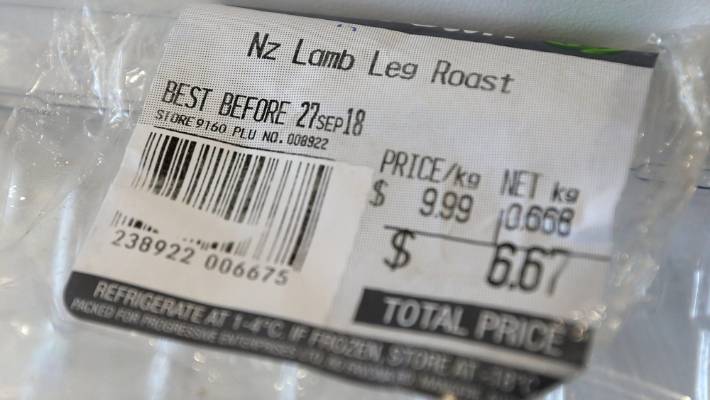 Nz Lamb Leg Roast
BEST BEFORE 27SEP18
STORE 9160 PLU NO. 008922
PRICE/kg NET kg
$ 9.99 0.668
$ 6.67
238922 006675
TOTAL PRICE
REFRIGERATE AT 1-4°C. IF FROZEN, STORE AT -18°C
PACKED FOR PROGRESSIVE ENTERPRISES LTD,